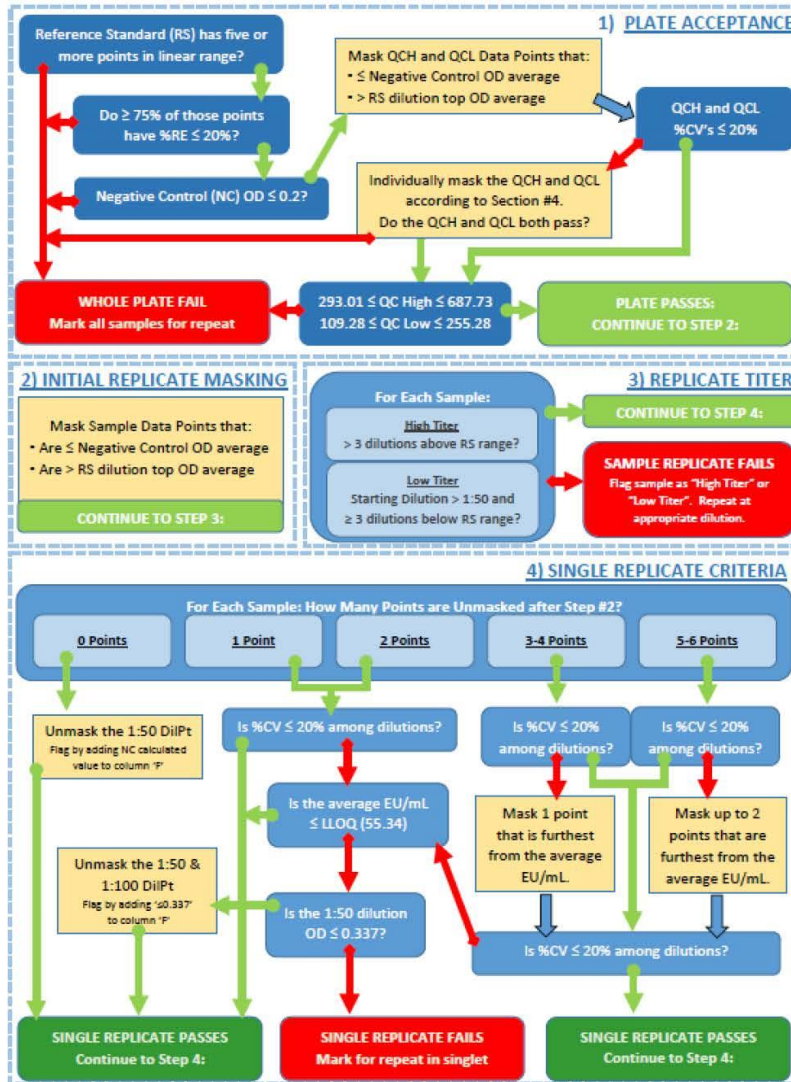 1) PLATE ACCEPTANCE
Reference Standard (RS) has five or
more points in linear range?
Do ≥ 75% of those points
have %RE ≤ 20%?
Negative Control (NC) OD ≤ 0.2?
Mask QCH and QCL Data Points that:
• ≤ Negative Control OD average
• > RS dilution top OD average
QCH and QCL
%CV's ≤ 20%
Individually mask the QCH and QCL
according to Section #4.
Do the QCH and QCL both pass?
WHOLE PLATE FAIL
Mark all samples for repeat
293.01 ≤ QC High ≤ 687.73
109.28 ≤ QC Low ≤ 255.28
PLATE PASSES:
CONTINUE TO STEP 2:
2) INITIAL REPLICATE MASKING
Mask Sample Data Points that:
• Are ≤ Negative Control OD average
• Are > RS dilution top OD average
CONTINUE TO STEP 3:
3) REPLICATE TITER
For Each Sample:
High Titer
> 3 dilutions above RS range?
Low Titer
Starting Dilution > 1:50 and
≥ 3 dilutions below RS range?
CONTINUE TO STEP 4:
SAMPLE REPLICATE FAILS
Flag sample as "High Titer" or
"Low Titer". Repeat at
appropriate dilution.
4) SINGLE REPLICATE CRITERIA
For Each Sample: How Many Points are Unmasked after Step #2?
0 Points
1 Point
2 Points
3-4 Points
5-6 Points
Unmask the 1:50 DilPt
Flag by adding NC calculated
value to column 'F'
Is %CV ≤ 20% among dilutions?
Is %CV ≤ 20%
among dilutions?
Is %CV ≤ 20%
among dilutions?
Is the average EU/mL
≤ LLOQ (55.34)
Mask 1 point
that is furthest
from the average
EU/mL.
Mask up to 2
points that are
furthest from the
average EU/mL.
Unmask the 1:50 &
1:100 DilPt
Flag by adding '≤0.337'
to column 'F'
Is the 1:50 dilution
OD ≤ 0.337?
Is %CV ≤ 20% among dilutions?
SINGLE REPLICATE PASSES
Continue to Step 4:
SINGLE REPLICATE FAILS
Mark for repeat in singlet
SINGLE REPLICATE PASSES
Continue to Step 4: